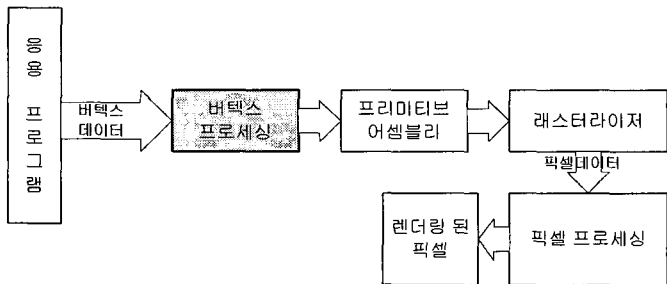 응용 프로그램
버텍스
데이터
버텍스
프로세싱
프리미티브
어셈블리
래스터라이저
픽셀데이터
픽셀 프로세싱
렌더링 된
픽셀